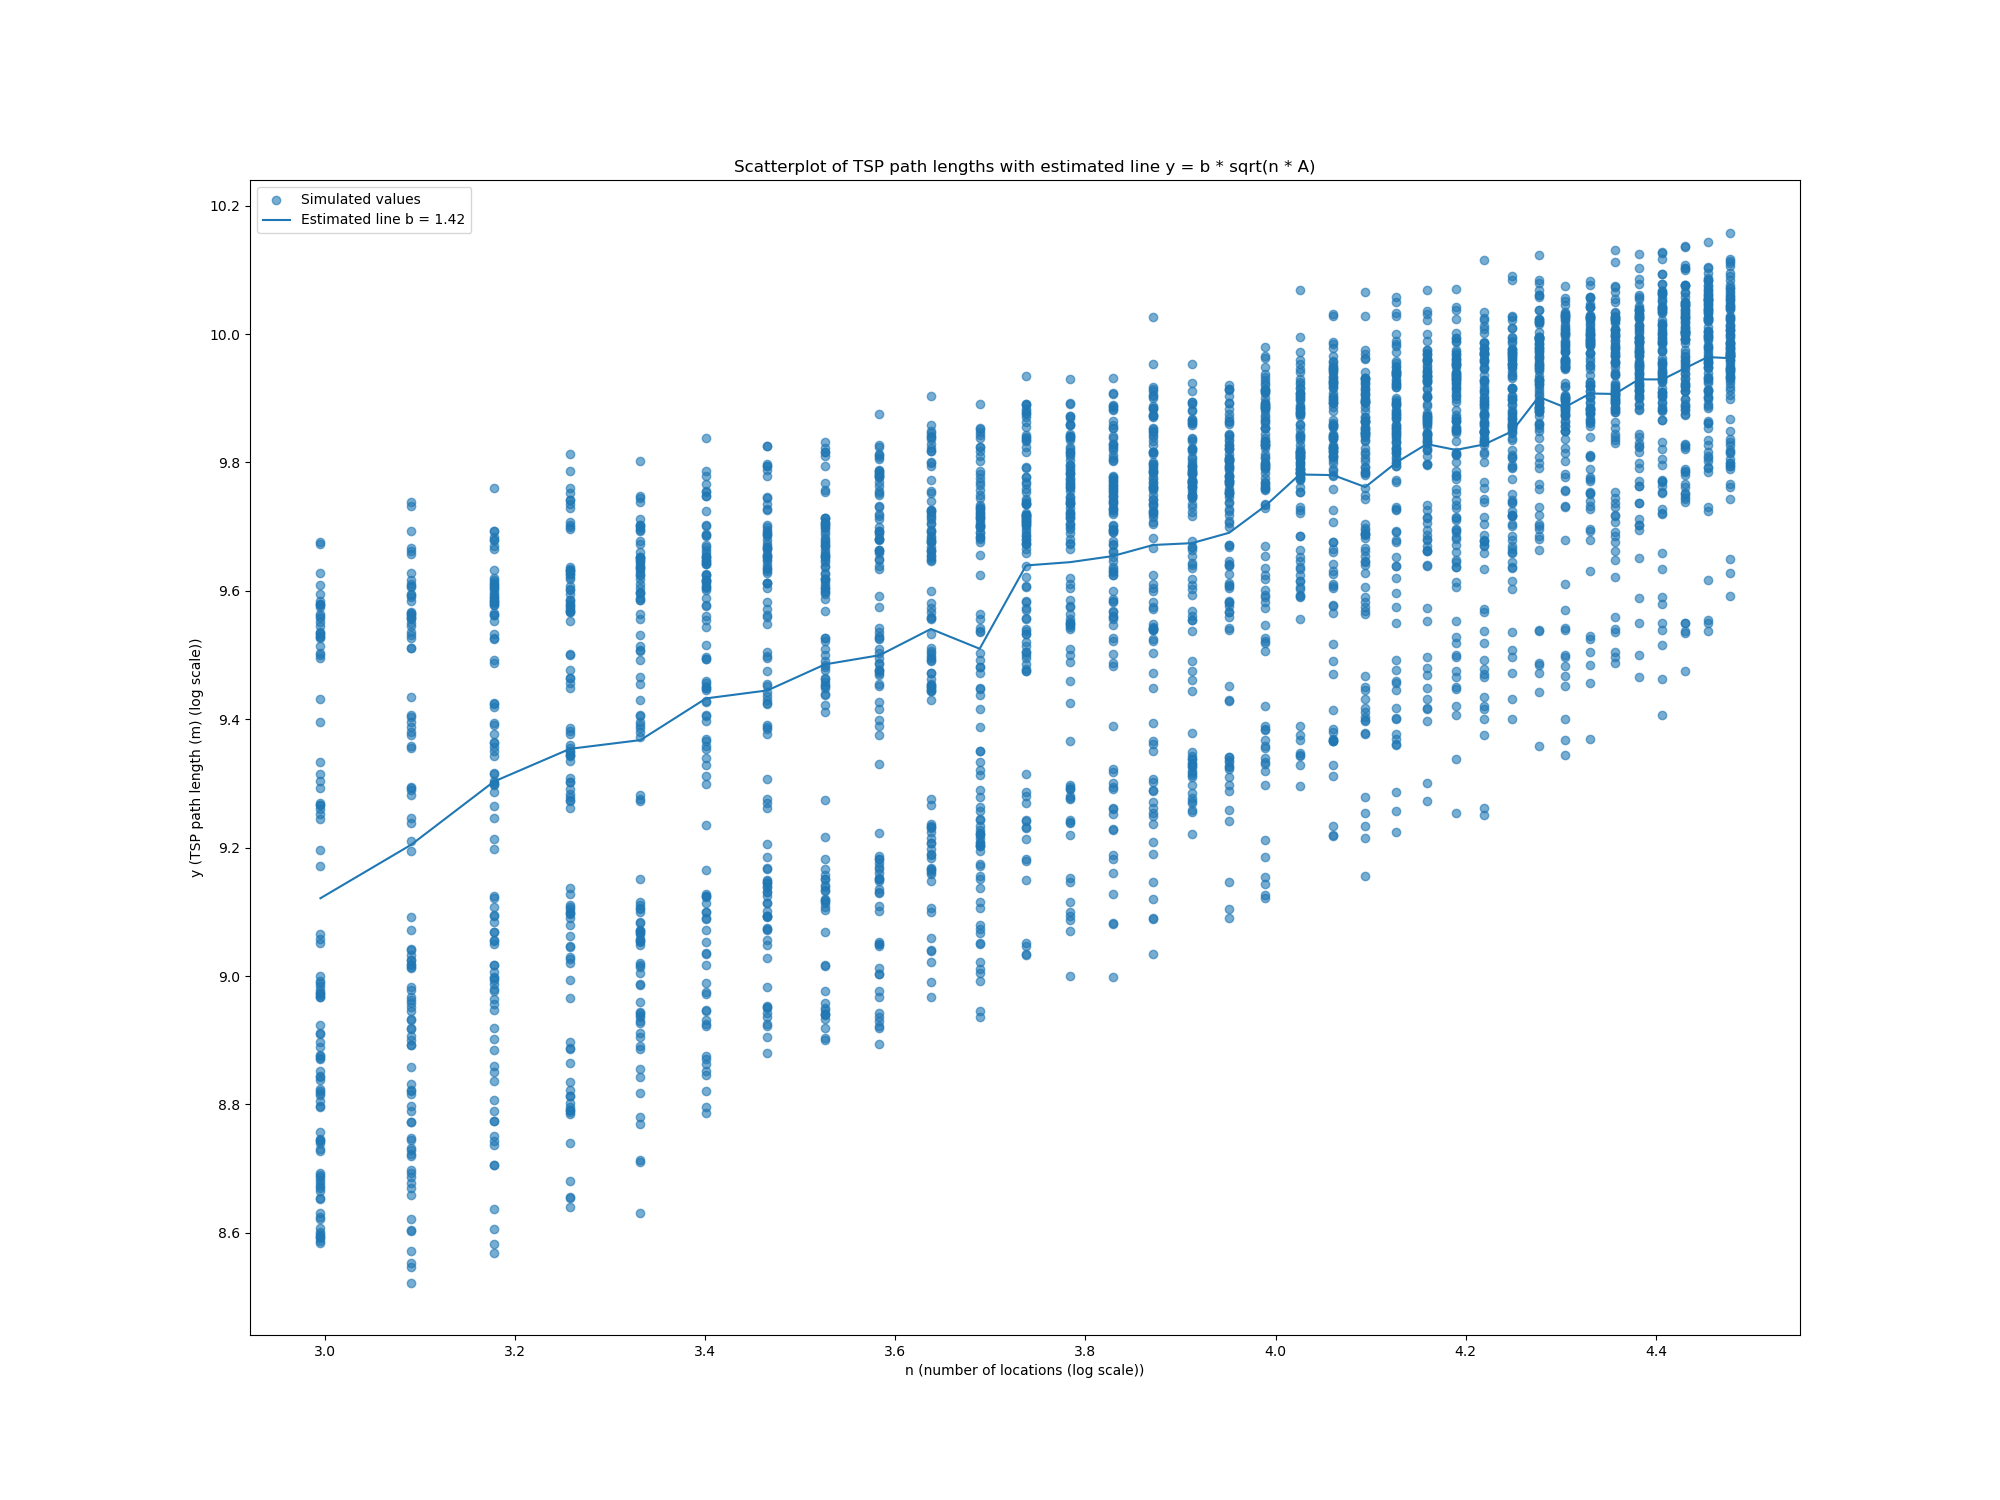 Scatterplot of TSP path lengths with estimated line y = b * sqrt(n * A)
Simulated values
Estimated line b = 1.42
10.2
10.0
9.8
9.6
9.4
9.2
9.0
8.8
8.6
y (TSP path length (m) (log scale))
3.0 3.2 3.4 3.6 3.8 4.0 4.2 4.4
n (number of locations (log scale))